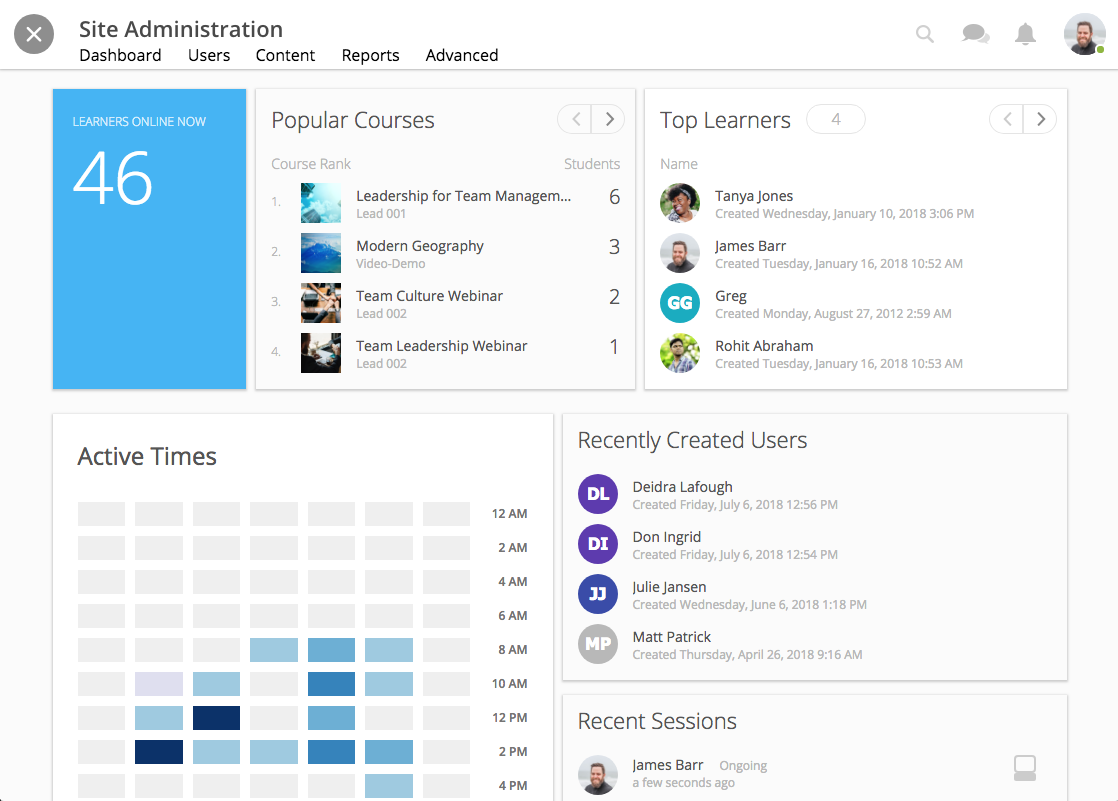 Site Administration
Dashboard Users Content Reports Advanced
LEARNERS ONLINE NOW
46
Popular Courses
Course Rank Students
1. Leadership for Team Managem... 6
Lead 001
2. Modern Geography 3
Video-Demo
3. Team Culture Webinar 2
Lead 002
4. Team Leadership Webinar 1
Lead 002
Top Learners 4
Name
Tanya Jones
Created Wednesday, January 10, 2018 3:06 PM
James Barr
Created Tuesday, January 16, 2018 10:52 AM
GG Greg
Created Monday, August 27, 2012 2:59 AM
Rohit Abraham
Created Tuesday, January 16, 2018 10:53 AM
Active Times
12 AM
2 AM
4 AM
6 AM
8 AM
10 AM
12 PM
2 PM
4 PM
Recently Created Users
DL Deidra Lafough
Created Friday, July 6, 2018 12:56 PM
DI Don Ingrid
Created Friday, July 6, 2018 12:54 PM
JJ Julie Jansen
Created Wednesday, June 6, 2018 1:18 PM
MP Matt Patrick
Created Thursday, April 26, 2018 9:16 AM
Recent Sessions
James Barr Ongoing
a few seconds ago